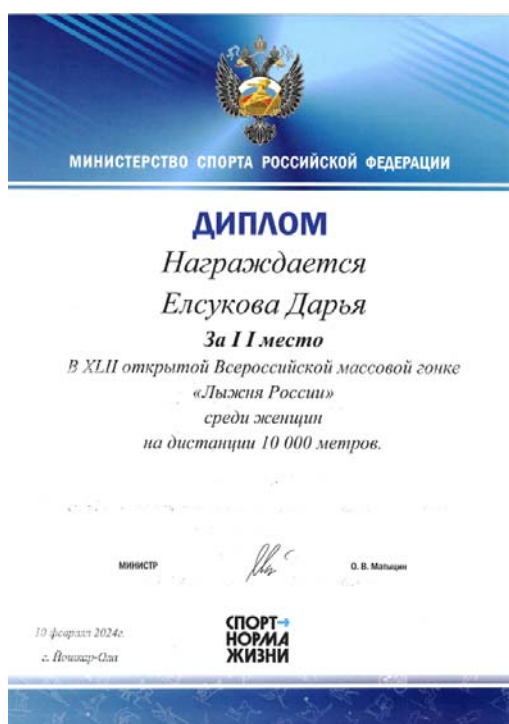 МИНИСТЕРСТВО СПОРТА РОССИЙСКОЙ ФЕДЕРАЦИИ
ДИПЛОМ
Награждается
Елсукова Дарья
За I I место
В XLII открытой Всероссийской массовой гонке
«Лыжня России»
среди женщин
на дистанции 10 000 метров.
МИНИСТР
О. В. Матыцин
10 февраля 2024г.
г. Йошкар-Ола
СПОРТ→
НОРМА
ЖИЗНИ